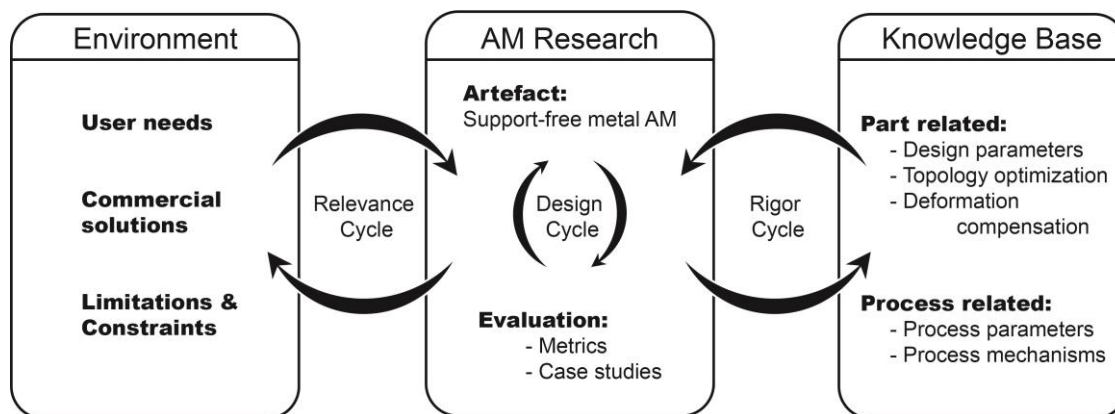 Environment
User needs
Commercial
solutions
Limitations &
Constraints
Relevance
Cycle
AM Research
Artefact:
Support-free metal AM
Design
Cycle
Evaluation:
- Metrics
- Case studies
Rigor
Cycle
Knowledge Base
Part related:
- Design parameters
- Topology optimization
- Deformation
compensation
Process related:
- Process parameters
- Process mechanisms